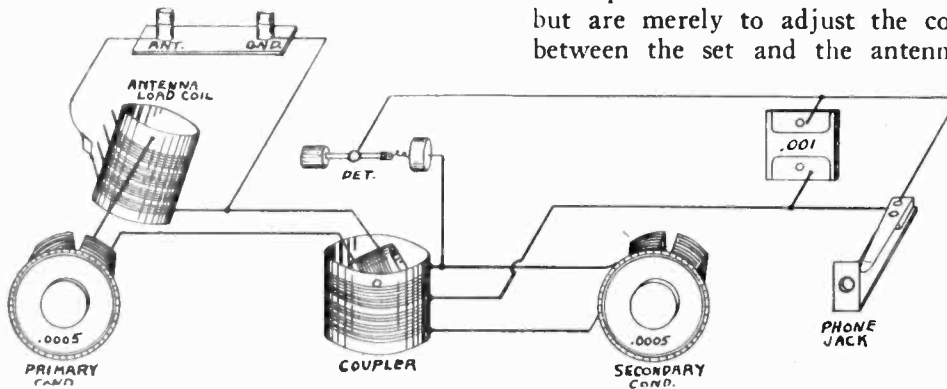 but are merely to adjust the co
between the set and the antenn
ANT. GND.
ANTENNA
LOAD COIL
DET.
.001
.0005
PRIMARY
COND.
COUPLER
.0005
SECONDARY
COND.
PHONE
JACK